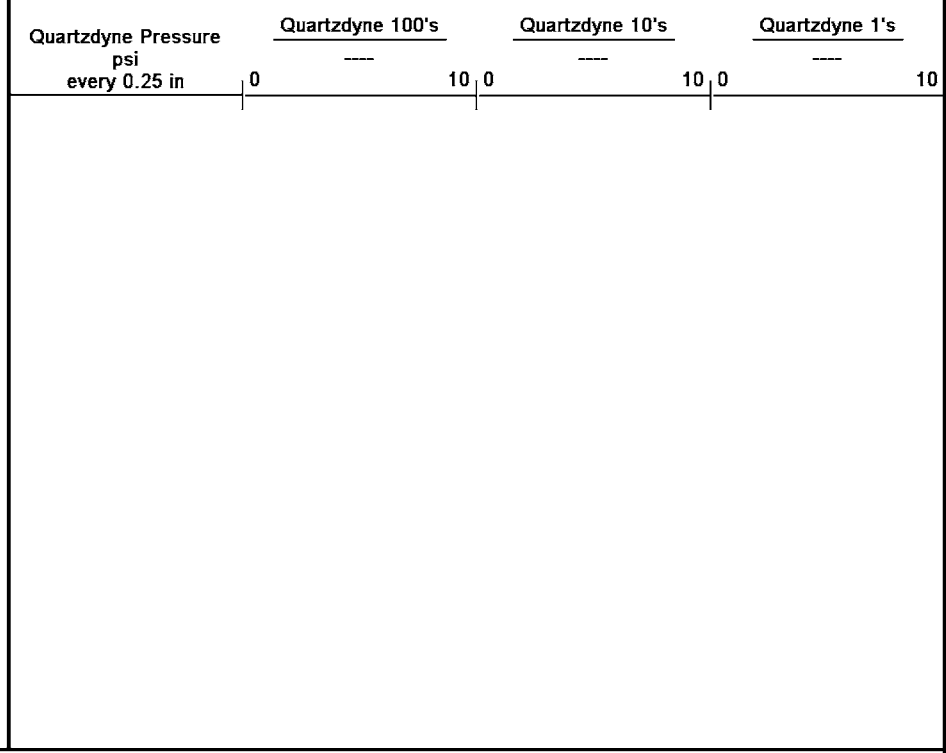 Quartzdyne Pressure
psi
every 0.25 in
Quartzdyne 100's
----
0 10
Quartzdyne 10's
----
0 10
Quartzdyne 1's
----
0 10